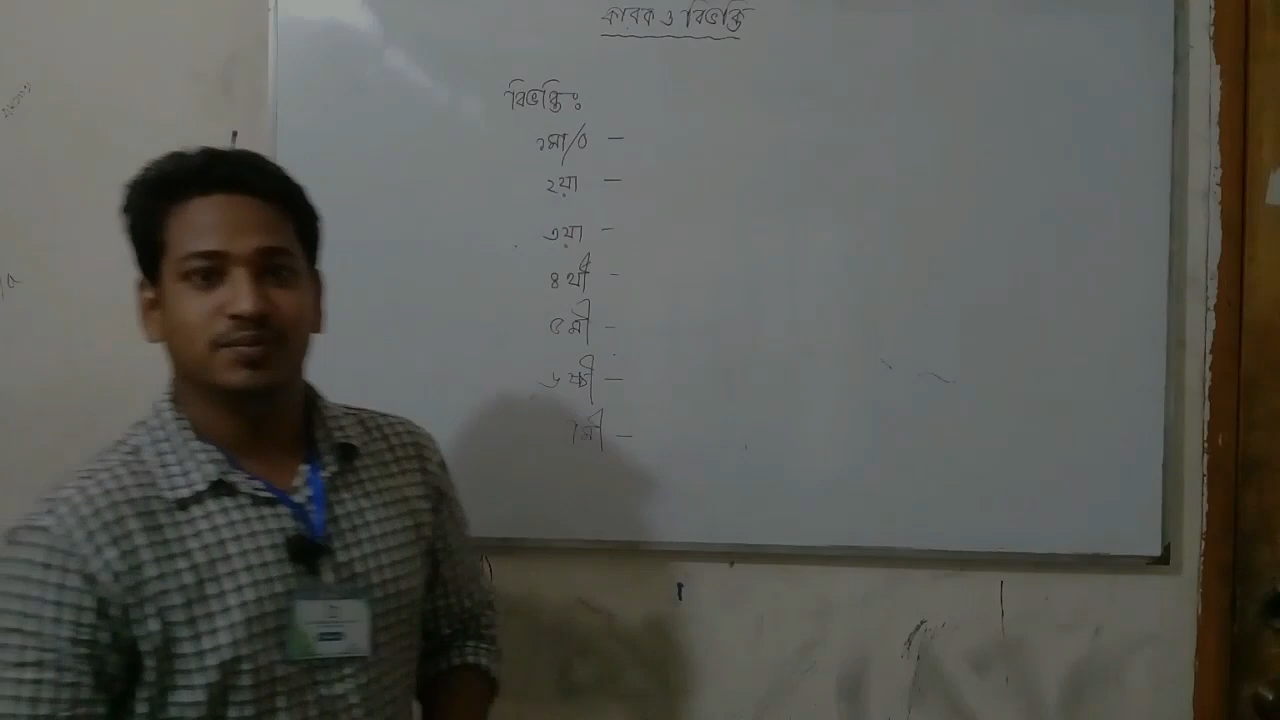 কারক ও বিভক্তি
বিভক্তিঃ
১মা/০ —
২য়া —
৩য়া —
৪র্থী —
৫মী —
৬ষ্ঠী —
৭মী —